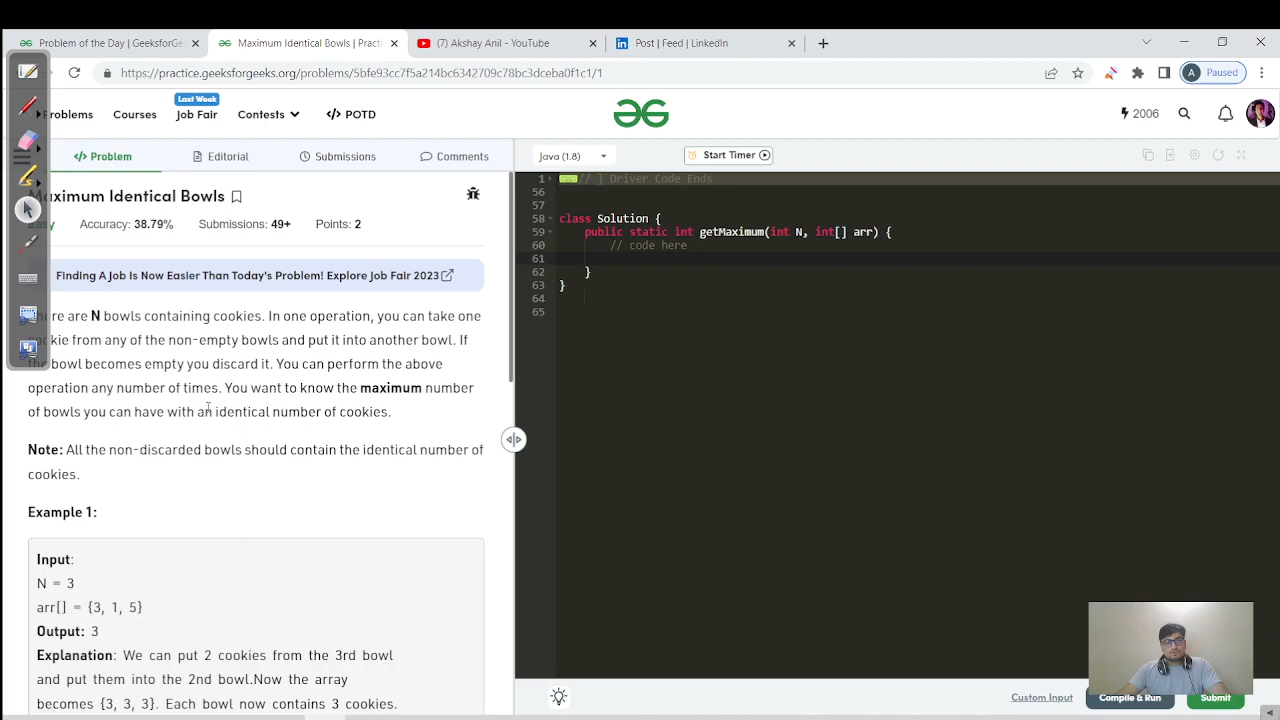 Problem of the Day | GeeksforGe
Maximum Identical Bowls | Practi
(7) Akshay Anil - YouTube
Post | Feed | LinkedIn
https://practice.geeksforgeeks.org/problems/5bfe93cc7f5a214bc6342709c78bc3dceba0f1c1/1
A Paused
Problems
Courses
Last Week
Job Fair
Contests
</> POTD
2006
</> Problem
Editorial
Submissions
Comments
Java (1.8)
Start Timer
Maximum Identical Bowls
Accuracy: 38.79%
Submissions: 49+
Points: 2
Finding A Job Is Now Easier Than Today's Problem! Explore Job Fair 2023
There are N bowls containing cookies. In one operation, you can take one
cookie from any of the non-empty bowls and put it into another bowl. If
the bowl becomes empty you discard it. You can perform the above
operation any number of times. You want to know the maximum number
of bowls you can have with an identical number of cookies.
Note: All the non-discarded bowls should contain the identical number of
cookies.
Example 1:
Input:
N = 3
arr[] = {3, 1, 5}
Output: 3
Explanation: We can put 2 cookies from the 3rd bowl
and put them into the 2nd bowl.Now the array
becomes {3, 3, 3}. Each bowl now contains 3 cookies.
1 // } Driver Code Ends
56
57
58 class Solution {
59 public static int getMaximum(int N, int[] arr) {
60 // code here
61
62 }
63 }
64
65
Custom Input
Compile & Run
Submit